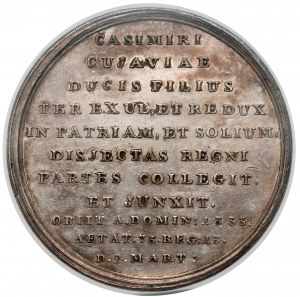 CASIMIRI
CUJAVIAE
DUCIS FILIUS,
TER EXUL, ET REDUX
IN PATRIAM, ET SOLIUM,
DISJECTAS REGNI
PARTES COLLEGIT.
ET JUNXIT.
OBIIT A. DOMIN: 1333.
AETAT. 73. REG. 13.
D. 2. MART: